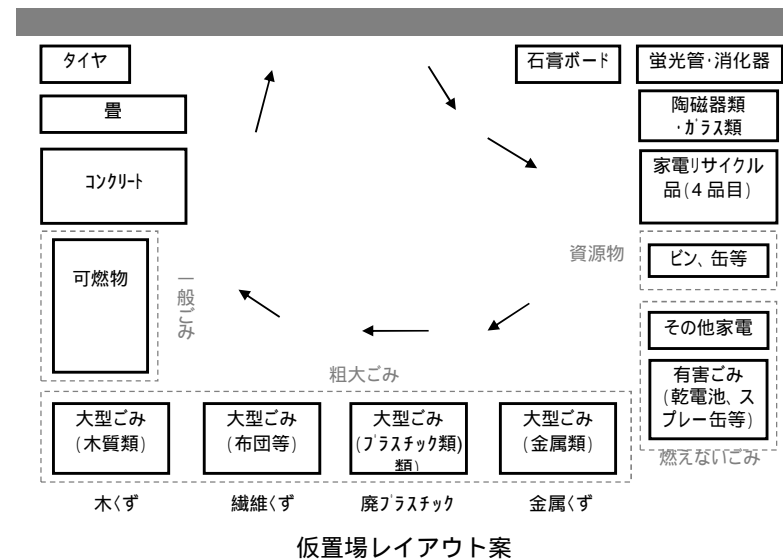 タイヤ
石膏ボード
蛍光管・消化器
畳
陶磁器類
・ガラス類
コンクリート
家電リサイクル
品(4品目)
可燃物
一般ごみ
資源物
ビン、缶等
その他家電
粗大ごみ
有害ごみ
(乾電池、ス
プレー缶等)
燃えないごみ
大型ごみ
(木質類)
大型ごみ
(布団等)
大型ごみ
(プラスチック類)
類)
大型ごみ
(金属類)
木くず
繊維くず
廃プラスチック
金属くず
仮置場レイアウト案